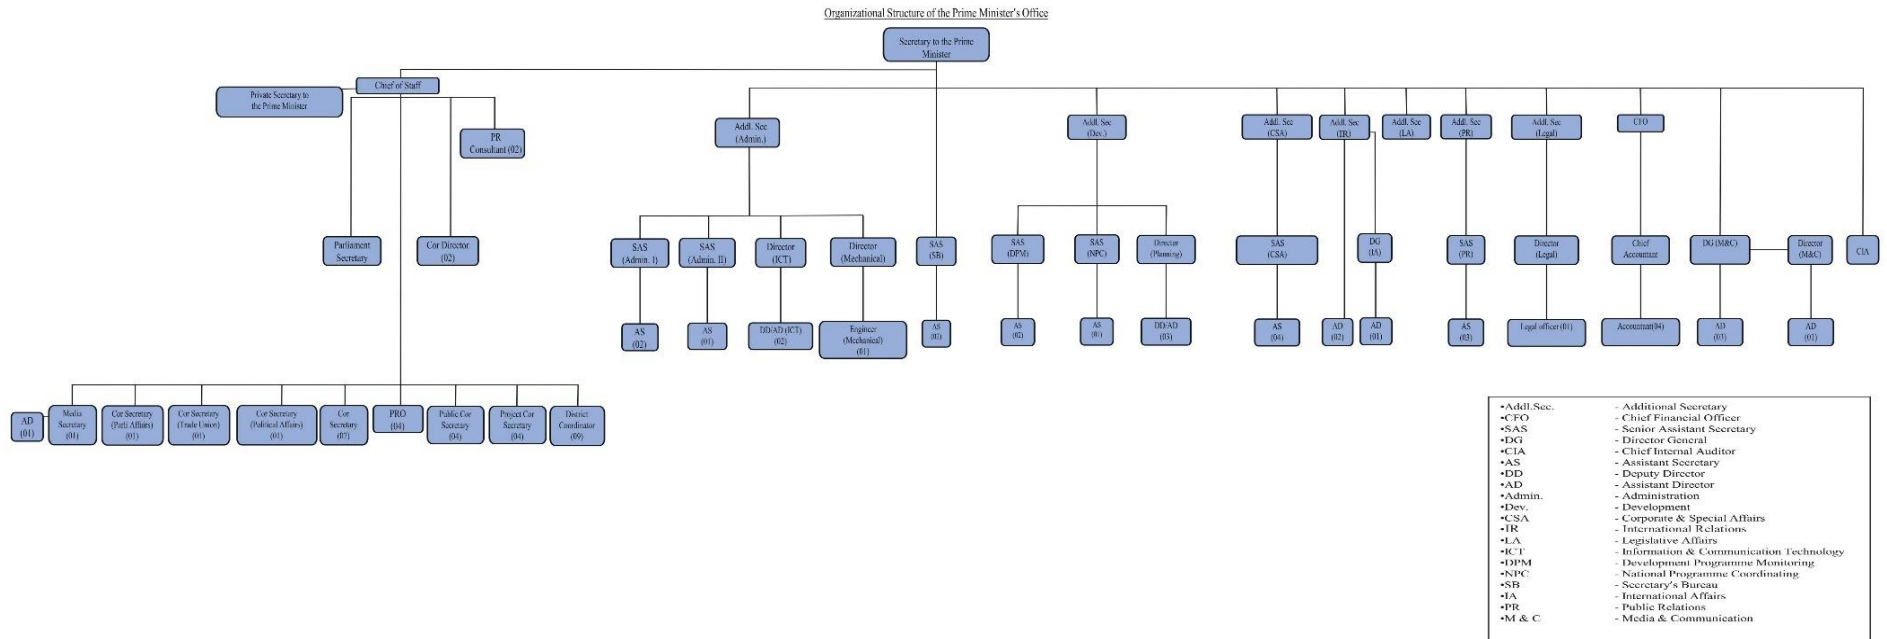 Organizational Structure of the Prime Minister's Office
Secretary to the Prime
Minister
Chief of Staff
Private Secretary to
the Prime Minister
PR
Consultant (02)
Parliament
Secretary
Cor Director
(02)
Addl. Sec
(Admin.)
Addl. Sec
(Dev.)
Addl. Sec
(CSA)
Addl. Sec
(IR)
Addl. Sec
(LA)
Addl. Sec
(PR)
Addl. Sec
(Legal)
CFO
SAS
(Admin. I)
SAS
(Admin. II)
Director
(ICT)
Director
(Mechanical)
SAS
(SB)
SAS
(DPM)
SAS
(NPC)
Director
(Planning)
SAS
(CSA)
DG
(IA)
SAS
(PR)
Director
(Legal)
Chief
Accountant
DG (M&C)
Director
(M&C)
CIA
AS
(02)
AS
(01)
DD/AD (ICT)
(02)
Engineer
(Mechanical)
(01)
AS
AS
(02)
AS
(01)
DD/AD
(03)
AS
(04)
AD
(02)
AD
(01)
AS
(03)
Legal officer (01)
Accountant(04)
AD
(03)
AD
AD
(01)
Media
Secretary
(01)
Cor Secretary
(Parli Affairs)
(01)
Cor Secretary
(Trade Union)
(01)
Cor Secretary
(Political Affairs)
(01)
Cor
Secretary
PRO
(04)
Public Cor
Secretary
(04)
Project Cor
Secretary
(04)
District
Coordinator
(09)
•Addl.Sec. - Additional Secretary
•CFO - Chief Financial Officer
•SAS - Senior Assistant Secretary
•DG - Director General
•CIA - Chief Internal Auditor
•AS - Assistant Secretary
•DD - Deputy Director
•AD - Assistant Director
•Admin. - Administration
•Dev. - Development
•CSA - Corporate & Special Affairs
•IR - International Relations
•LA - Legislative Affairs
•ICT - Information & Communication Technology
•DPM - Development Programme Monitoring
•NPC - National Programme Coordinating
•SB - Secretary's Bureau
•IA - International Affairs
•PR - Public Relations
•M & C - Media & Communication